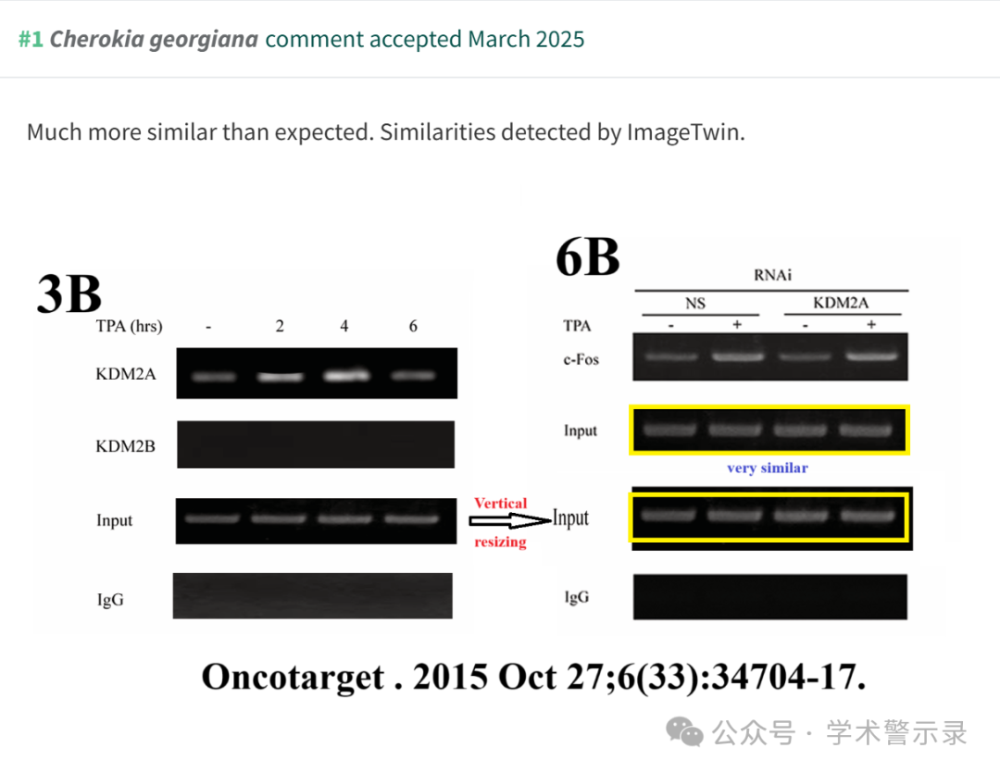 #1 Cherokia georgiana comment accepted March 2025
Much more similar than expected. Similarities detected by ImageTwin.
3B
TPA (hrs) - 2 4 6
KDM2A
KDM2B
Input
IgG
Vertical
resizing
6B
RNAi
NS KDM2A
TPA - + - +
c-Fos
Input
very similar
Input
IgG
Oncotarget . 2015 Oct 27;6(33):34704-17.
公众号 · 学术警示录